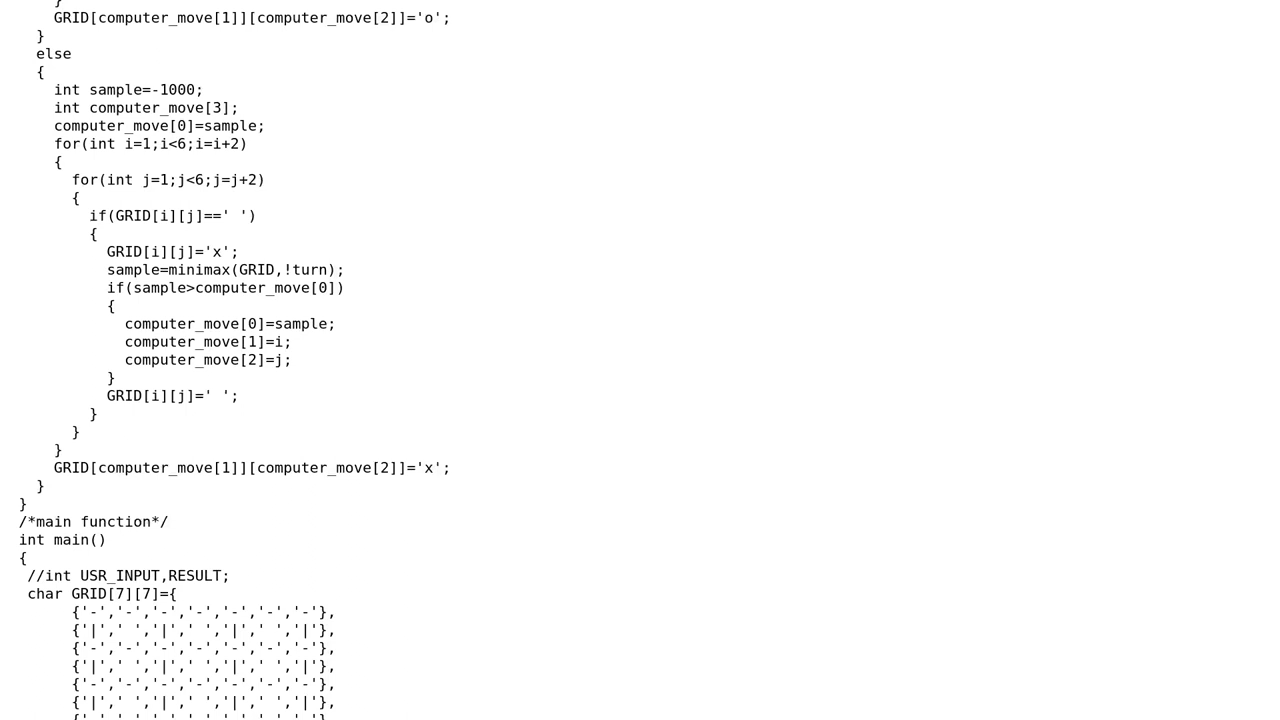 }
GRID[computer_move[1]][computer_move[2]]='o';
}
else
{
int sample=-1000;
int computer_move[3];
computer_move[0]=sample;
for(int i=1;i<6;i=i+2)
{
for(int j=1;j<6;j=j+2)
{
if(GRID[i][j]==' ')
{
GRID[i][j]='x';
sample=minimax(GRID,!turn);
if(sample>computer_move[0])
{
computer_move[0]=sample;
computer_move[1]=i;
computer_move[2]=j;
}
GRID[i][j]=' ';
}
}
}
GRID[computer_move[1]][computer_move[2]]='x';
}
}
/*main function*/
int main()
{
//int USR_INPUT,RESULT;
char GRID[7][7]={
{'-','-','-','-','-','-','-'},
{'|',' ','|',' ','|',' ','|'},
{'-','-','-','-','-','-','-'},
{'|',' ','|',' ','|',' ','|'},
{'-','-','-','-','-','-','-'},
{'|',' ','|',' ','|',' ','|'},